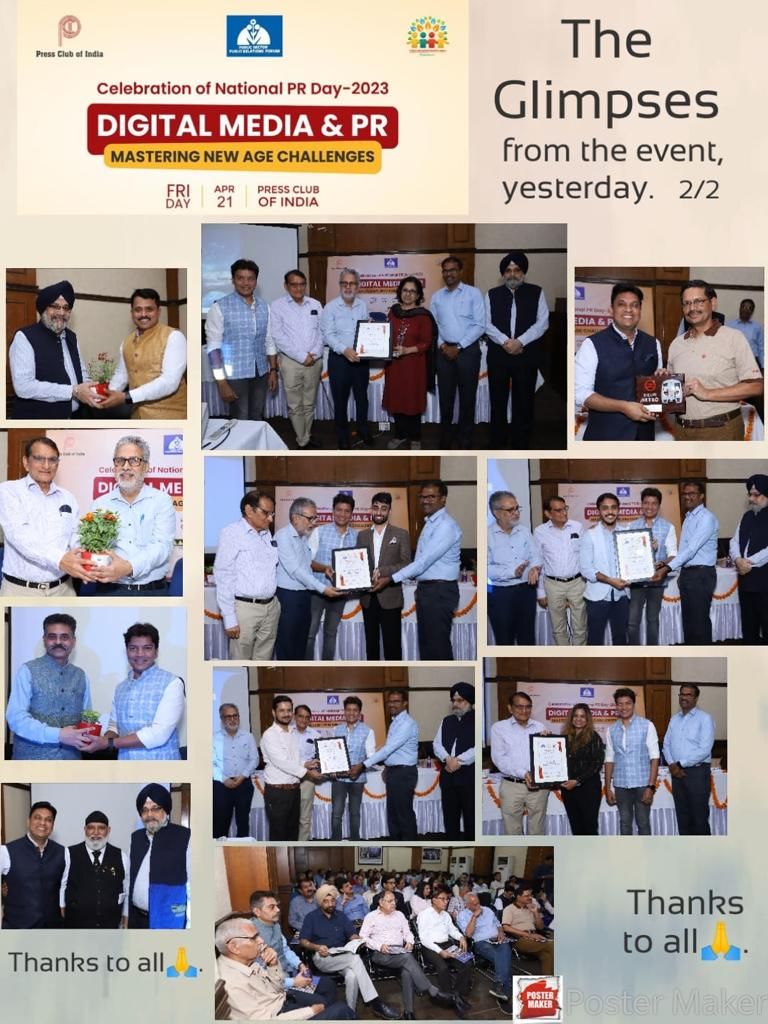 Press Club of India
PUBLIC SECTOR
PUBLIC RELATIONS FORUM
Celebration of National PR Day-2023
DIGITAL MEDIA & PR
MASTERING NEW AGE CHALLENGES
FRI
DAY
APR
21
PRESS CLUB
OF INDIA
The
Glimpses
from the event,
yesterday. 2/2
Thanks to all🙏.
Thanks
to all🙏.
POSTER
MAKER
Poster Maker